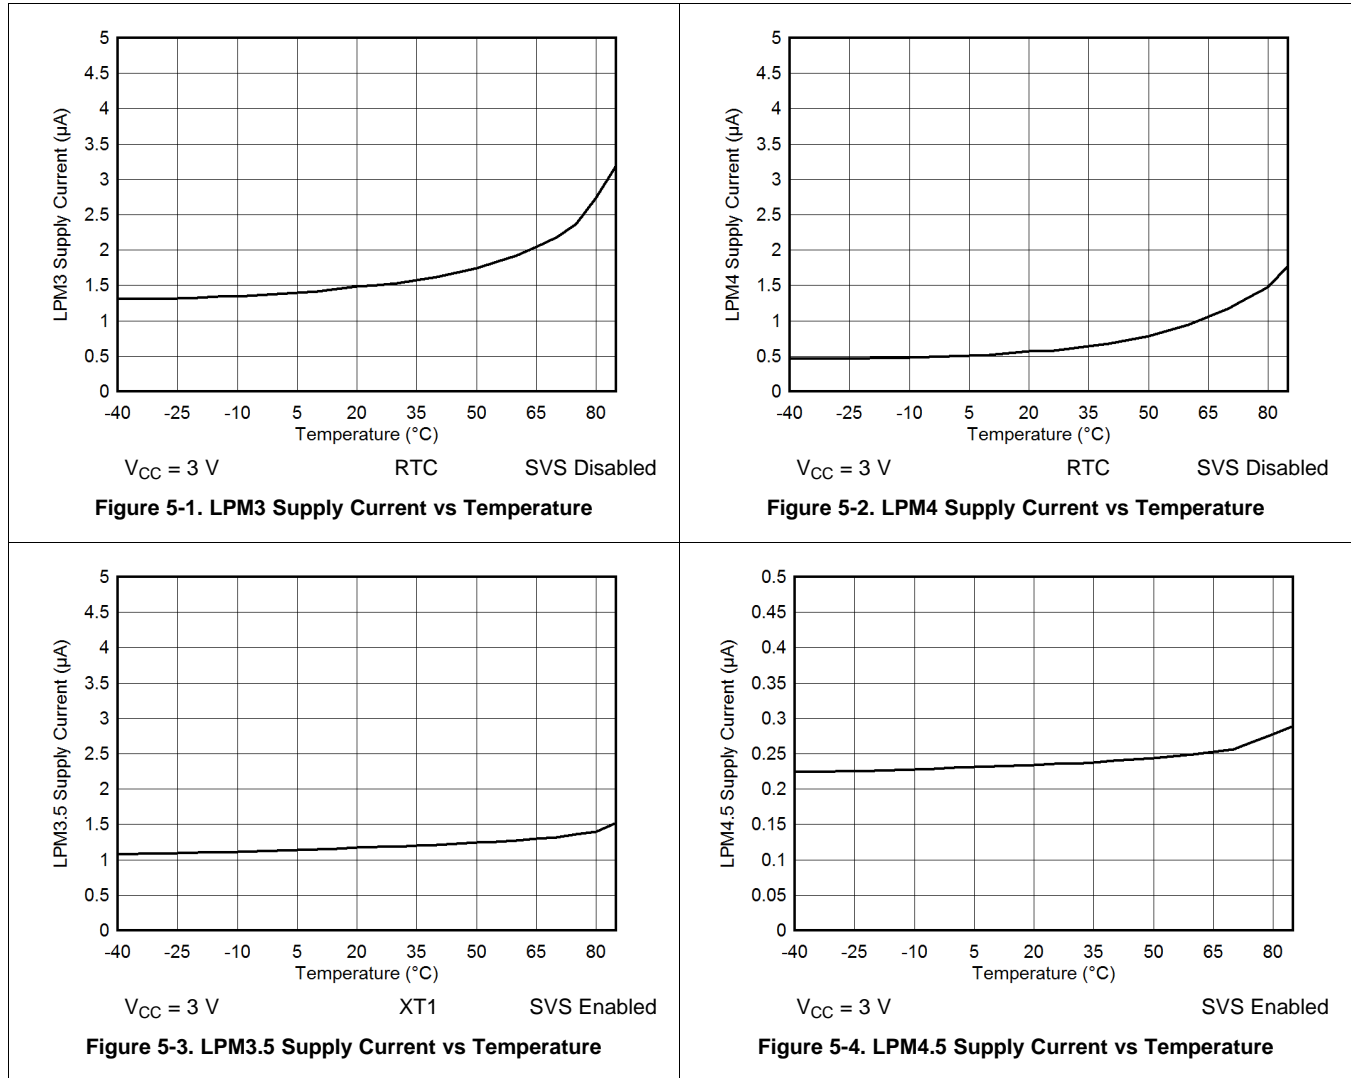 5
4.5
4
3.5
3
2.5
2
1.5
1
0.5
0
LPM3 Supply Current (µA)
-40 -25 -10 5 20 35 50 65 80
Temperature (°C)
VCC = 3 V RTC SVS Disabled
Figure 5-1. LPM3 Supply Current vs Temperature
5
4.5
4
3.5
3
2.5
2
1.5
1
0.5
0
LPM4 Supply Current (µA)
-40 -25 -10 5 20 35 50 65 80
Temperature (°C)
VCC = 3 V RTC SVS Disabled
Figure 5-2. LPM4 Supply Current vs Temperature
5
4.5
4
3.5
3
2.5
2
1.5
1
0.5
0
LPM3.5 Supply Current (µA)
-40 -25 -10 5 20 35 50 65 80
Temperature (°C)
VCC = 3 V XT1 SVS Enabled
Figure 5-3. LPM3.5 Supply Current vs Temperature
0.5
0.45
0.4
0.35
0.3
0.25
0.2
0.15
0.1
0.05
0
LPM4.5 Supply Current (µA)
-40 -25 -10 5 20 35 50 65 80
Temperature (°C)
VCC = 3 V SVS Enabled
Figure 5-4. LPM4.5 Supply Current vs Temperature